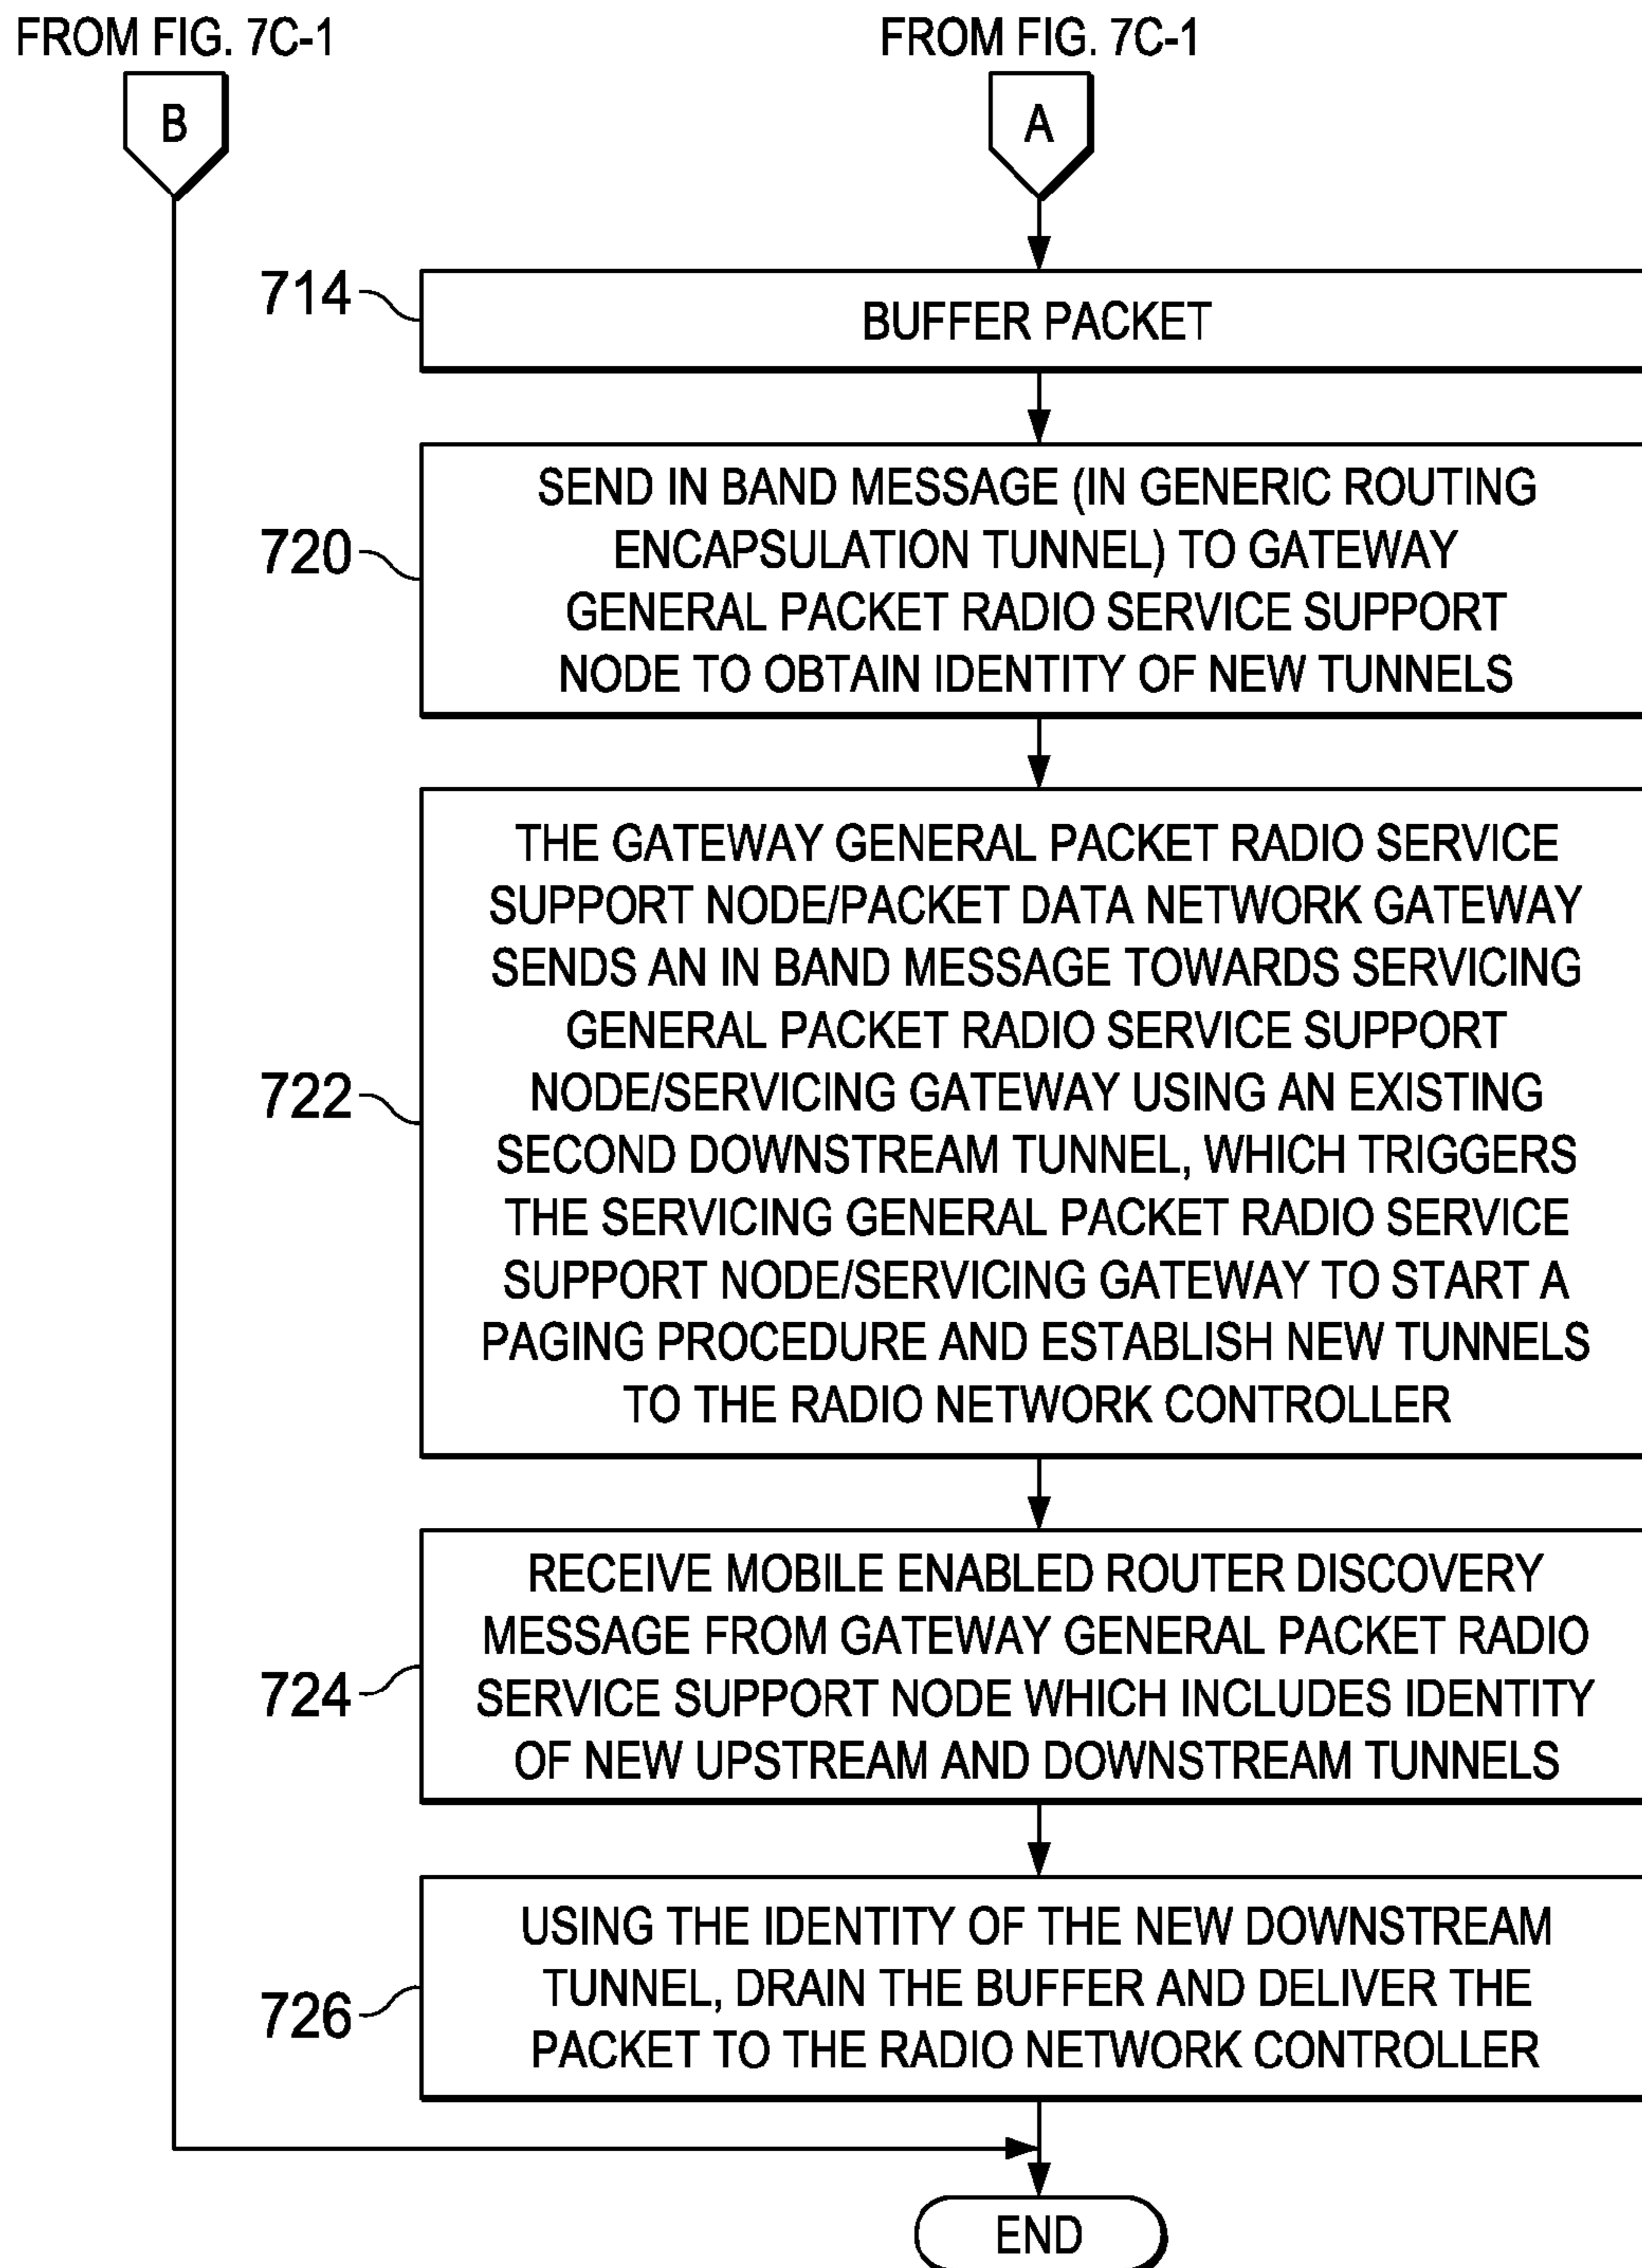 FROM FIG. 7C-1
B
FROM FIG. 7C-1
A
714
BUFFER PACKET
720
SEND IN BAND MESSAGE (IN GENERIC ROUTING
ENCAPSULATION TUNNEL) TO GATEWAY
GENERAL PACKET RADIO SERVICE SUPPORT
NODE TO OBTAIN IDENTITY OF NEW TUNNELS
722
THE GATEWAY GENERAL PACKET RADIO SERVICE
SUPPORT NODE/PACKET DATA NETWORK GATEWAY
SENDS AN IN BAND MESSAGE TOWARDS SERVICING
GENERAL PACKET RADIO SERVICE SUPPORT
NODE/SERVICING GATEWAY USING AN EXISTING
SECOND DOWNSTREAM TUNNEL, WHICH TRIGGERS
THE SERVICING GENERAL PACKET RADIO SERVICE
SUPPORT NODE/SERVICING GATEWAY TO START A
PAGING PROCEDURE AND ESTABLISH NEW TUNNELS
TO THE RADIO NETWORK CONTROLLER
724
RECEIVE MOBILE ENABLED ROUTER DISCOVERY
MESSAGE FROM GATEWAY GENERAL PACKET RADIO
SERVICE SUPPORT NODE WHICH INCLUDES IDENTITY
OF NEW UPSTREAM AND DOWNSTREAM TUNNELS
726
USING THE IDENTITY OF THE NEW DOWNSTREAM
TUNNEL, DRAIN THE BUFFER AND DELIVER THE
PACKET TO THE RADIO NETWORK CONTROLLER
END